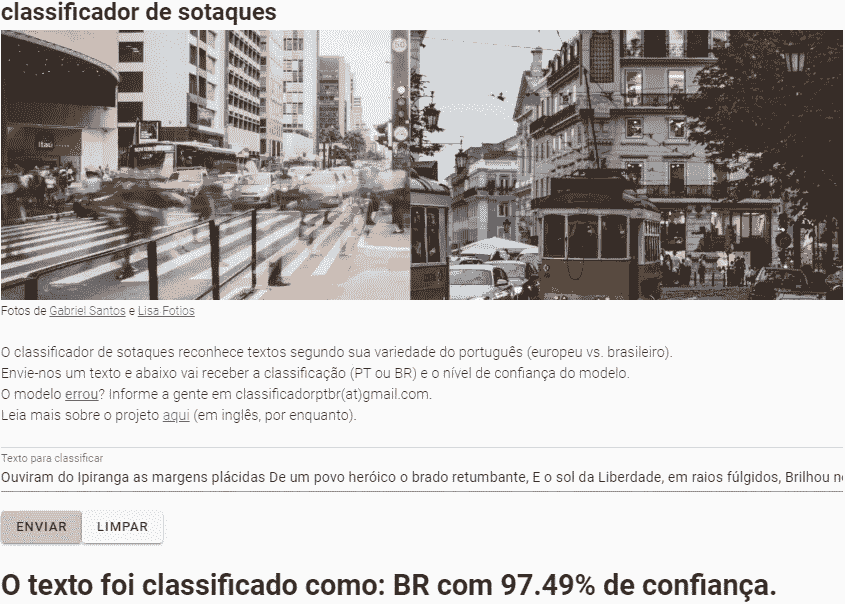 classificador de sotaques
50
Itaú
Fotos de Gabriel Santos e Lisa Fotios
O classificador de sotaques reconhece textos segundo sua variedade do português (europeu vs. brasileiro).
Envie-nos um texto e abaixo vai receber a classificação (PT ou BR) e o nível de confiança do modelo.
O modelo errou? Informe a gente em classificadorptbr(at)gmail.com.
Leia mais sobre o projeto aqui (em inglês, por enquanto).
Texto para classificar
Ouviram do Ipiranga as margens plácidas De um povo heróico o brado retumbante, E o sol da Liberdade, em raios fúlgidos, Brilhou n
ENVIAR LIMPAR
O texto foi classificado como: BR com 97.49% de confiança.